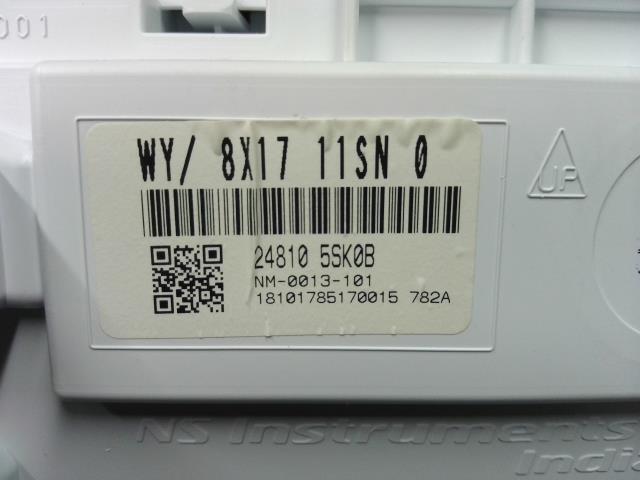 001
WY/ 8X17 11SN 0
24810 5SK0B
NM-0013-101
18101785170015 782A
UP
NS Instruments
India